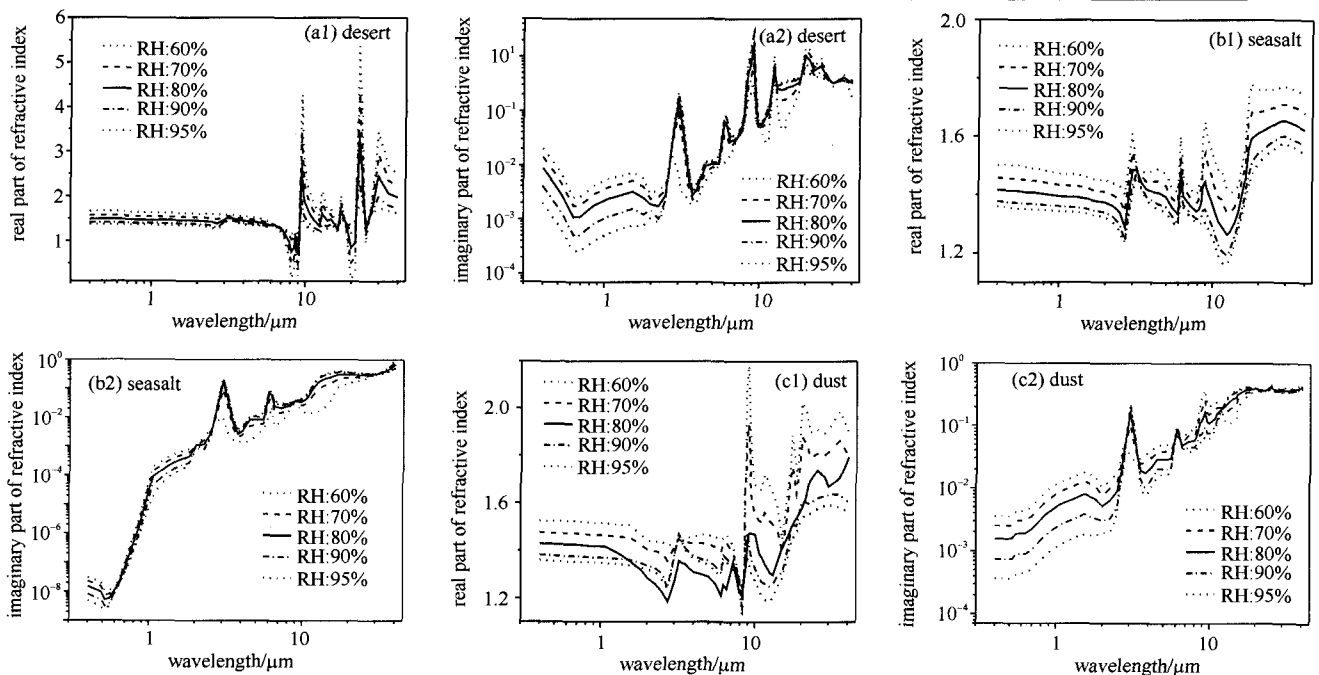 (a1) desert
RH:60%
RH:70%
RH:80%
RH:90%
RH:95%
6
5
4
3
2
1
real part of refractive index
1
10
wavelength/μm
(a2) desert
10¹
10⁻¹
10⁻²
10⁻³
10⁻⁴
imaginary part of refractive index
RH:60%
RH:70%
RH:80%
RH:90%
RH:95%
1
10
wavelength/μm
(b1) seasalt
RH:60%
RH:70%
RH:80%
RH:90%
RH:95%
2.0
1.6
1.2
real part of refractive index
1
10
wavelength/μm
(b2) seasalt
10⁰
10⁻²
10⁻⁴
10⁻⁶
10⁻⁸
imaginary part of refractive index
RH:60%
RH:70%
RH:80%
RH:90%
RH:95%
1
10
wavelength/μm
(c1) dust
RH:60%
RH:70%
RH:80%
RH:90%
RH:95%
2.0
1.6
1.2
real part of refractive index
1
10
wavelength/μm
(c2) dust
10⁰
10⁻¹
10⁻²
10⁻³
10⁻⁴
imaginary part of refractive index
RH:60%
RH:70%
RH:80%
RH:90%
RH:95%
1
10
wavelength/μm